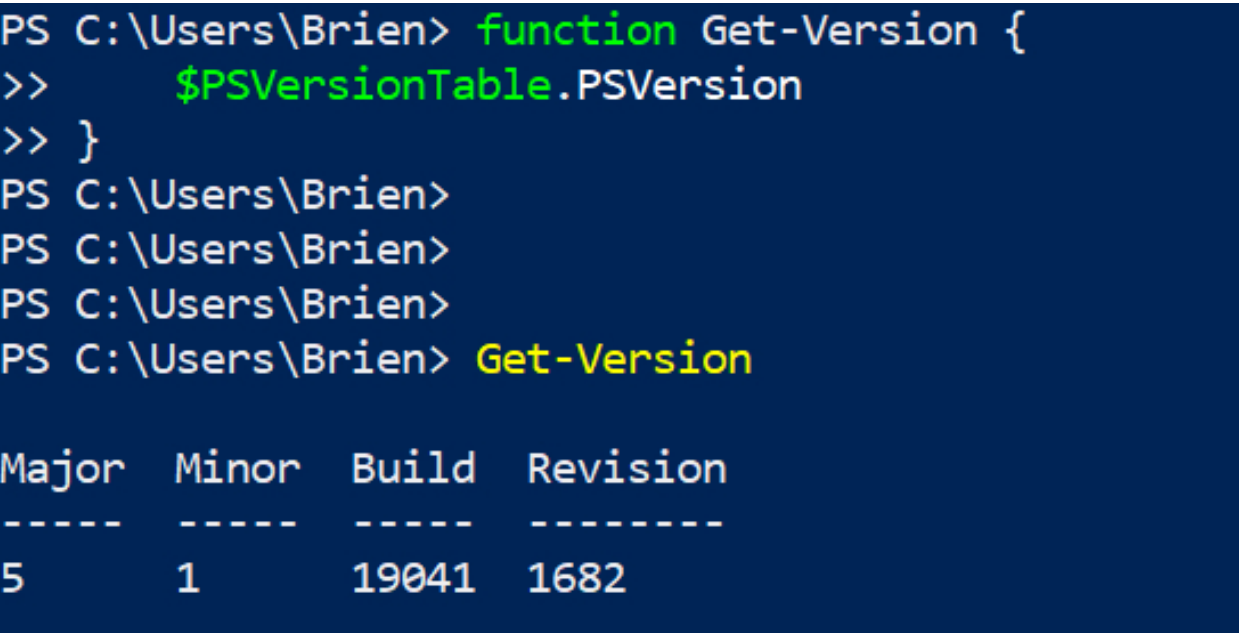 PS C:\Users\Brien> function Get-Version {
>>     $PSVersionTable.PSVersion
>> }
PS C:\Users\Brien>
PS C:\Users\Brien>
PS C:\Users\Brien>
PS C:\Users\Brien> Get-Version
Major  Minor  Build  Revision
-----  -----  -----  --------
5      1      19041  1682